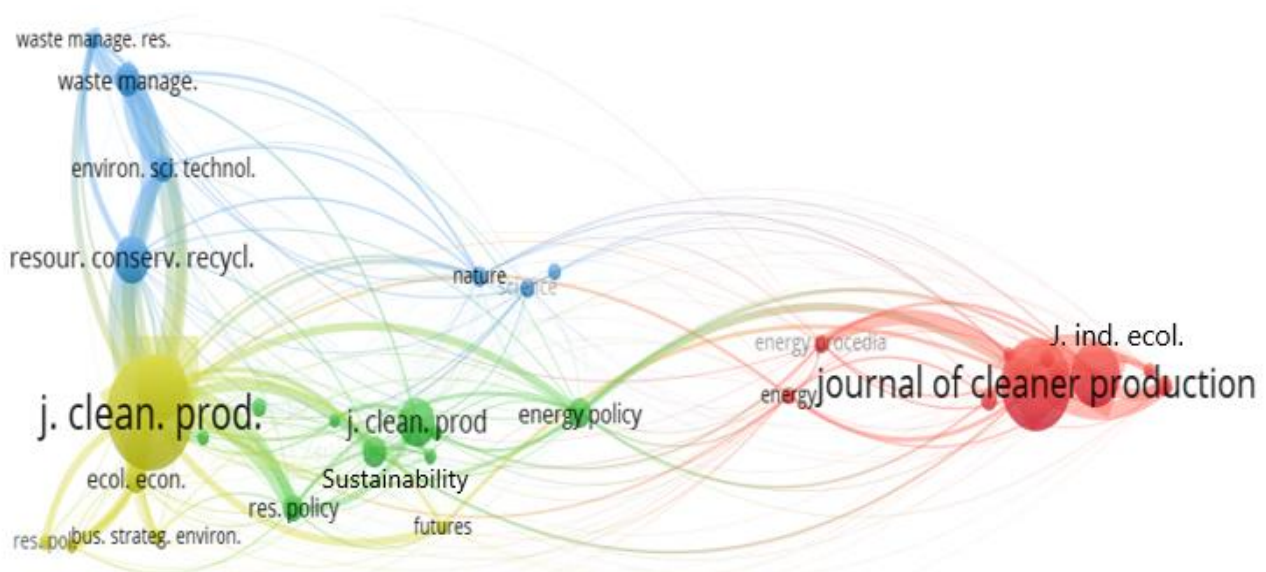 waste manage. res.
waste manage.
environ. sci. technol.
resour. conserv. recycl.
nature
science
energy procedia
J. ind. ecol.
energy
journal of cleaner production
j. clean. prod.
j. clean. prod
energy policy
ecol. econ.
Sustainability
res. policy
futures
res. pol
bus. strateg. environ.